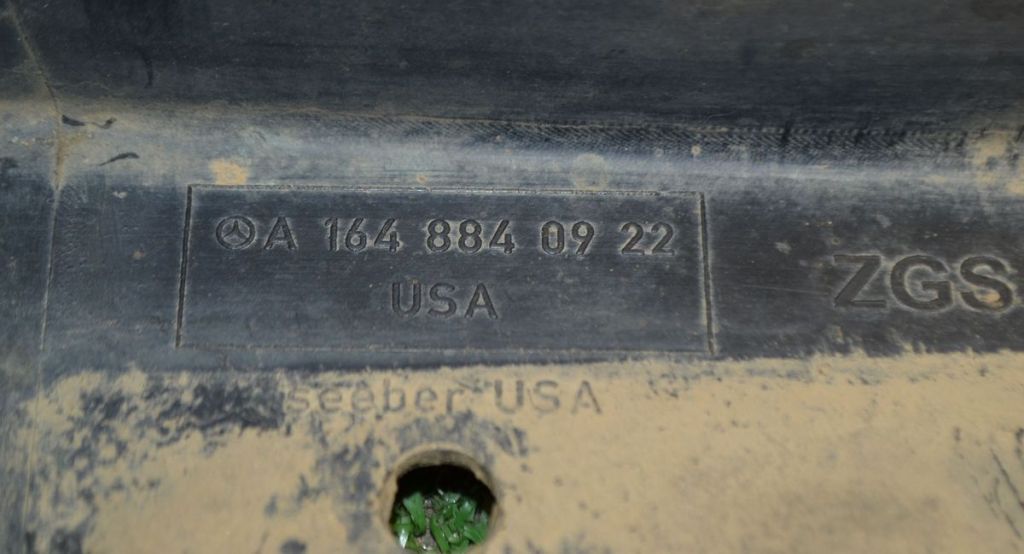 A 164 884 09 22
USA
ZGS
seeber USA